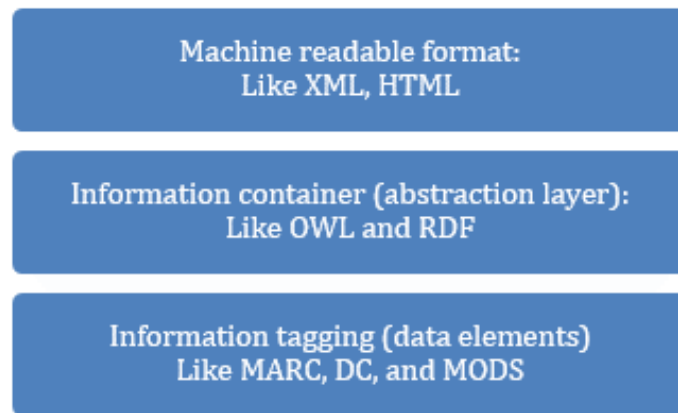 Machine readable format:
Like XML, HTML
Information container (abstraction layer):
Like OWL and RDF
Information tagging (data elements)
Like MARC, DC, and MODS